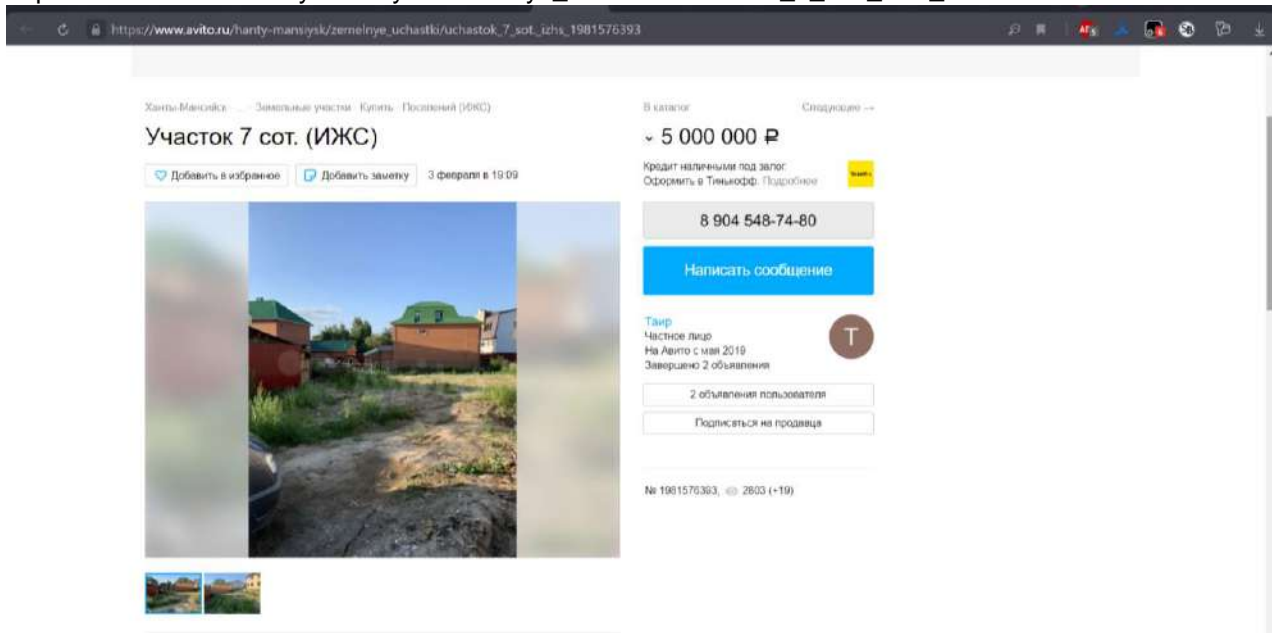 https://www.avito.ru/hanty-mansiysk/zemelnye_uchastki/uchastok_7_sot._izhs_1981576393
Ханты-Мансийск ... Земельные участки Купить Поселений (ИЖС)
В каталог Следующее →
Участок 7 сот. (ИЖС)
5 000 000 ₽
Добавить в избранное Добавить заметку 3 февраля в 19:09
Кредит наличными под залог.
Оформить в Тинькофф. Подробнее
8 904 548-74-80
Написать сообщение
Таир
Частное лицо
На Авито с мая 2019
Завершено 2 объявления
T
2 объявления пользователя
Подписаться на продавца
№ 1981576393, 2803 (+19)